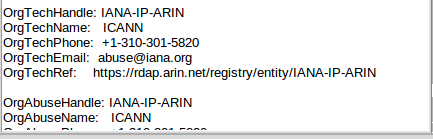 OrgTechHandle: IANA-IP-ARIN
OrgTechName:   ICANN
OrgTechPhone:  +1-310-301-5820
OrgTechEmail:  abuse@iana.org
OrgTechRef:    https://rdap.arin.net/registry/entity/IANA-IP-ARIN

OrgAbuseHandle: IANA-IP-ARIN
OrgAbuseName:   ICANN